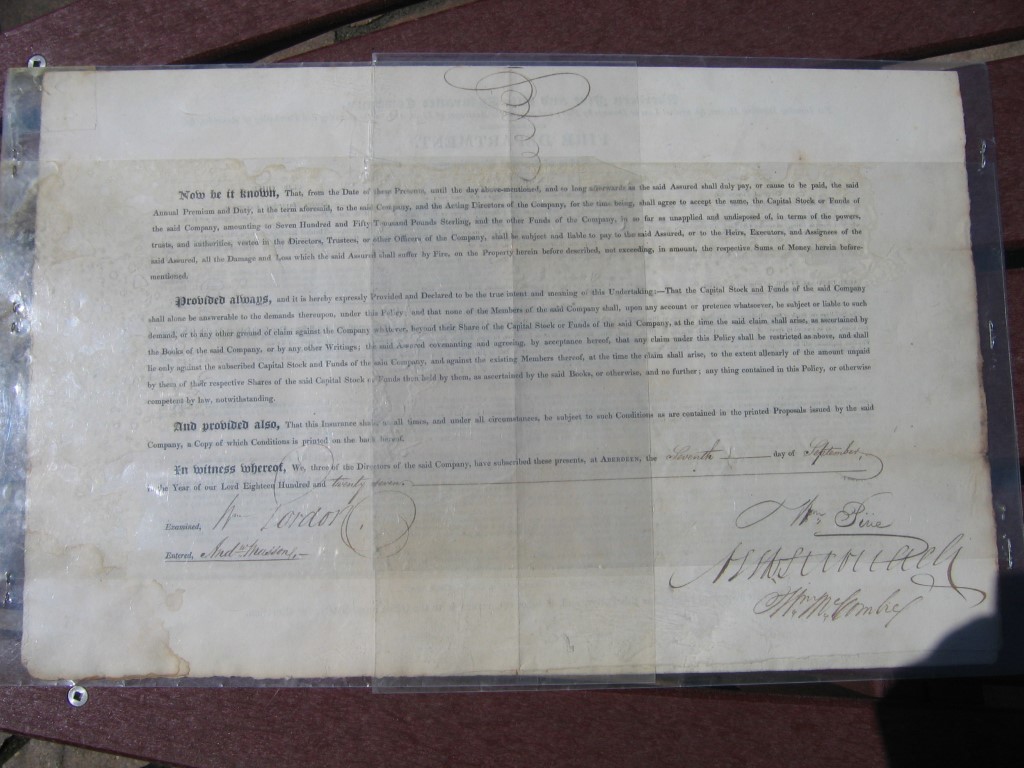 Now be it known, That, from the Date of these Presents, until the day above-mentioned, and so long afterwards as the said Assured shall duly pay, or cause to be paid, the said
Annual Premium and Duty, at the term aforesaid, to the said Company, and the Acting Directors of the Company, for the time being, shall agree to accept the same, the Capital Stock or Funds of
the said Company, amounting to Seven Hundred and Fifty Thousand Pounds Sterling, and the other Funds of the Company, in so far as unapplied and undisposed of, in terms of the powers,
trusts, and authorities, vested in the Directors, Trustees, or other Officers of the Company, shall be subject and liable to pay to the said Assured, or to the Heirs, Executors, and Assignees of the
said Assured, all the Damage and Loss which the said Assured shall suffer by Fire, on the Property herein before described, not exceeding, in amount, the respective Sums of Money herein before-
mentioned.
Provided always, and it is hereby expressly Provided and Declared to be the true intent and meaning of this Undertaking;—That the Capital Stock and Funds of the said Company
shall alone be answerable to the demands thereupon, under this Policy; and that none of the Members of the said Company shall, upon any account or pretence whatsoever, be subject or liable to such
demand, or to any other ground of claim against the Company whatever, beyond their Share of the Capital Stock or Funds of the said Company, at the time the said claim shall arise, as ascertained by
the Books of the said Company, or by any other Writings; the said Assured covenanting and agreeing, by acceptance hereof, that any claim under this Policy shall be restricted as above, and shall
lie only against the subscribed Capital Stock and Funds of the said Company, and against the existing Members thereof, at the time the claim shall arise, to the extent allenarly of the amount unpaid
by them of their respective Shares of the said Capital Stock or Funds then held by them, as ascertained by the said Books, or otherwise, and no further; any thing contained in this Policy, or otherwise
competent by law, notwithstanding.
And provided also, That this Insurance shall, at all times, and under all circumstances, be subject to such Conditions as are contained in the printed Proposals issued by the said
Company, a Copy of which Conditions is printed on the back hereof.
In witness whereof, We, three of the Directors of the said Company, have subscribed these presents, at Aberdeen, the Seventh day of September,
in the Year of our Lord Eighteen Hundred and twenty seven.
Examined, Wm Gordon
Wm Pirie
Entered, And. Masson
Wm McCombie